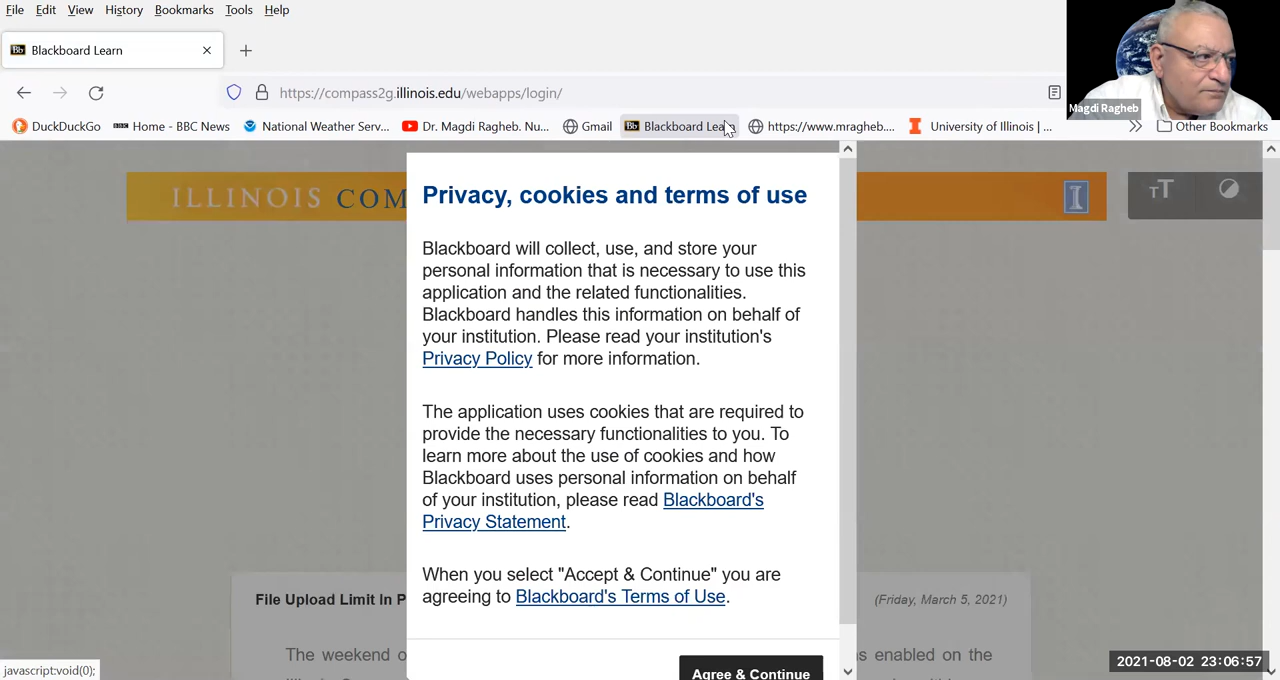 File Edit View History Bookmarks Tools Help
Blackboard Learn
https://compass2g.illinois.edu/webapps/login/
Magdi Ragheb
DuckDuckGo Home - BBC News National Weather Serv... Dr. Magdi Ragheb. Nu... Gmail Blackboard Learn https://www.mragheb.... University of Illinois | ... Other Bookmarks
ILLINOIS COM
Privacy, cookies and terms of use
Blackboard will collect, use, and store your
personal information that is necessary to use this
application and the related functionalities.
Blackboard handles this information on behalf of
your institution. Please read your institution's
Privacy Policy for more information.
The application uses cookies that are required to
provide the necessary functionalities to you. To
learn more about the use of cookies and how
Blackboard uses personal information on behalf
of your institution, please read Blackboard's
Privacy Statement.
When you select "Accept & Continue" you are
agreeing to Blackboard's Terms of Use.
File Upload Limit In P (Friday, March 5, 2021)
The weekend o s enabled on the
Agree & Continue
javascript:void(0);
2021-08-02 23:06:57